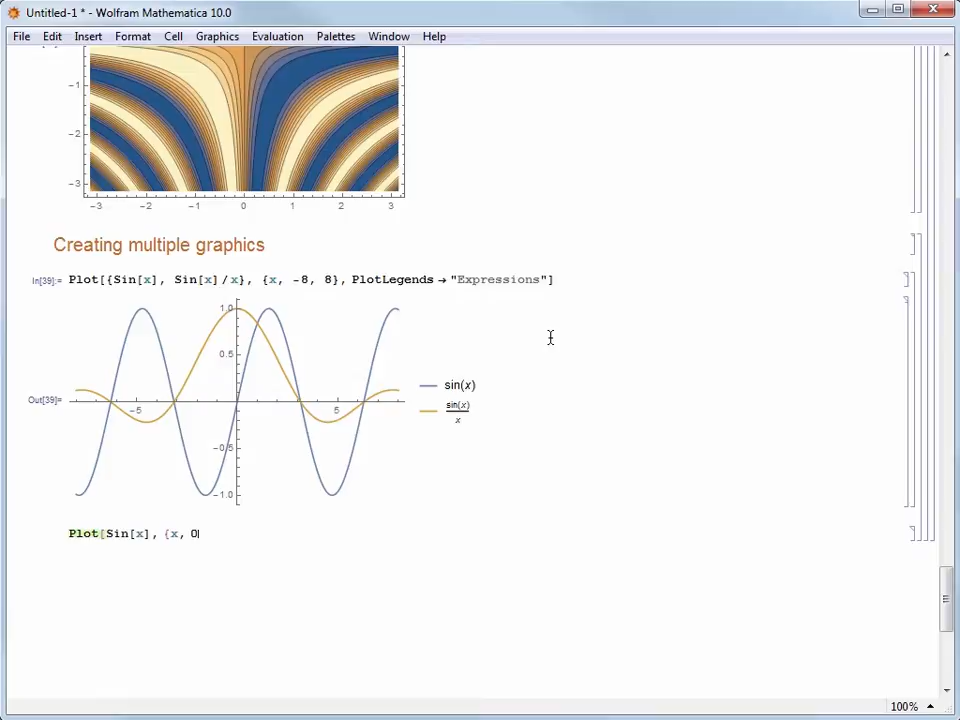 Untitled-1 * - Wolfram Mathematica 10.0
File Edit Insert Format Cell Graphics Evaluation Palettes Window Help
-1
-2
-3
-3 -2 -1 0 1 2 3
Creating multiple graphics
In[39]:= Plot[{Sin[x], Sin[x]/x}, {x, -8, 8}, PlotLegends → "Expressions"]
1.0
0.5
sin(x)
Out[39]=
-5 5
sin(x)
x
-0.5
-1.0
Plot[Sin[x], {x, 0
100%